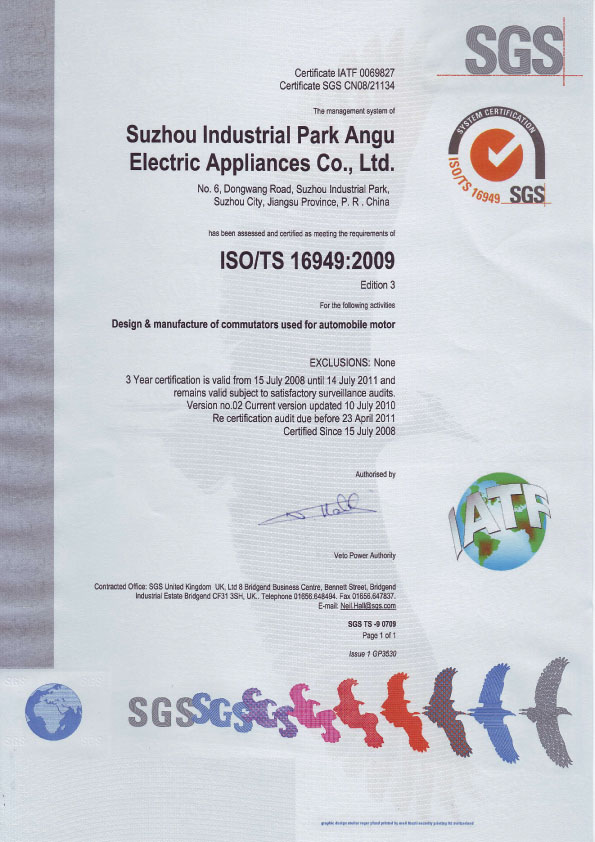 SGS
Certificate IATF 0069827
Certificate SGS CN08/21134
The management system of
Suzhou Industrial Park Angu
Electric Appliances Co., Ltd.
No. 6, Dongwang Road, Suzhou Industrial Park,
Suzhou City, Jiangsu Province, P. R . China
SYSTEM CERTIFICATION
ISO/TS 16949
SGS
has been assessed and certified as meeting the requirements of
ISO/TS 16949:2009
Edition 3
For the following activities
Design & manufacture of commutators used for automobile motor
EXCLUSIONS: None
3 Year certification is valid from 15 July 2008 until 14 July 2011 and
remains valid subject to satisfactory surveillance audits.
Version no.02 Current version updated 10 July 2010
Re certification audit due before 23 April 2011
Certified Since 15 July 2008
Authorised by
IATF
Veto Power Authority
Contracted Office: SGS United Kingdom UK, Ltd 8 Bridgend Business Centre, Bennett Street, Bridgend
Industrial Estate Bridgend CF31 3SH, UK.. Telephone 01656.648494. Fax 01656.647837.
E-mail: Neil.Hall@sgs.com
SGS TS -9 0709
Page 1 of 1
Issue 1 GP3530
SGS SGS SGS SGS